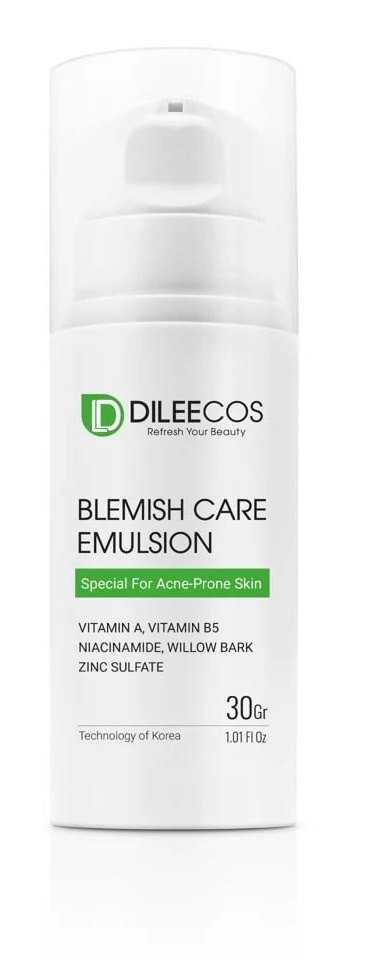 DILEECOS
Refresh Your Beauty
BLEMISH CARE
EMULSION
Special For Acne-Prone Skin
VITAMIN A, VITAMIN B5
NIACINAMIDE, WILLOW BARK
ZINC SULFATE
30Gr
Technology of Korea 1.01 Fl Oz